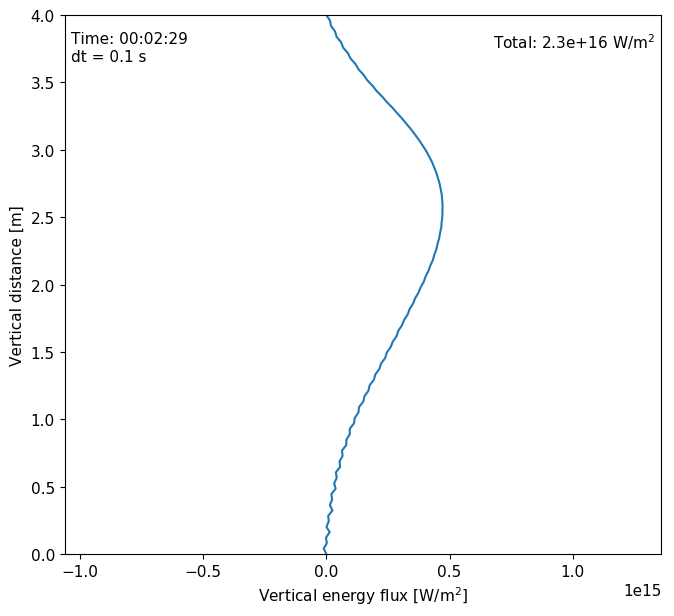 4.0
Time: 00:02:29
Total: 2.3e+16 W/m²
dt = 0.1 s
3.5
3.0
2.5
2.0
1.5
1.0
0.5
0.0
Vertical distance [m]
−1.0 −0.5 0.0 0.5 1.0
1e15
Vertical energy flux [W/m²]